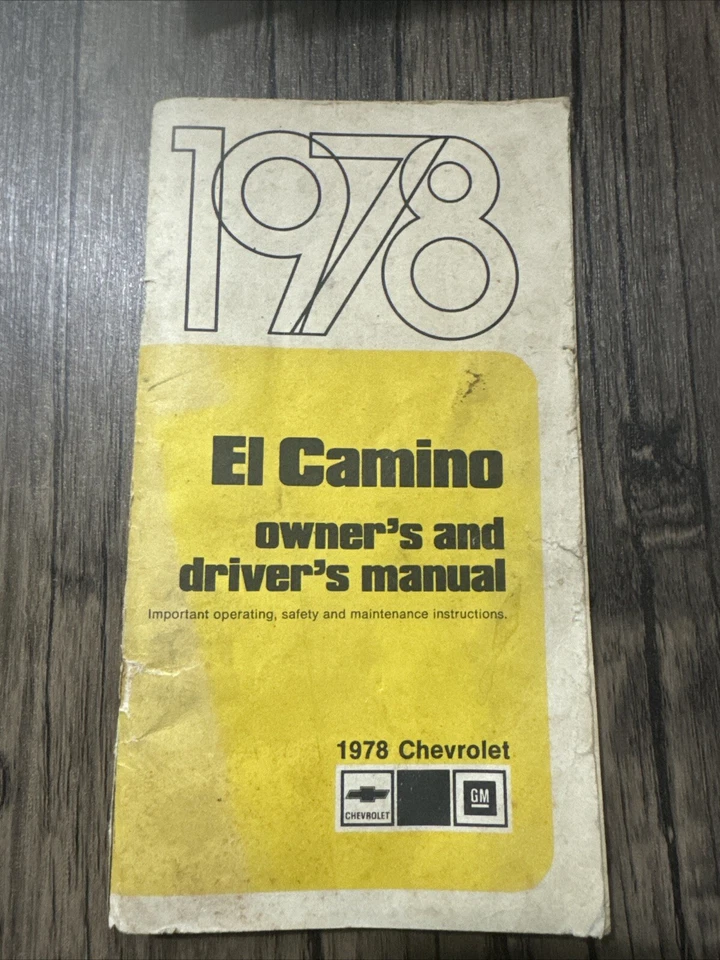 1978
El Camino
owner's and
driver's manual
Important operating, safety and maintenance instructions.
1978 Chevrolet
CHEVROLET
GM